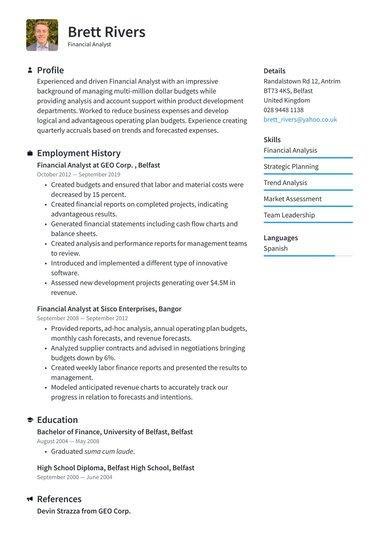 Brett Rivers
Financial Analyst
Profile
Experienced and driven Financial Analyst with an impressive
background of managing multi-million dollar budgets while
providing analysis and account support within product development
departments. Worked to reduce business expenses and develop
logical and advantageous operating plan budgets. Experience creating
quarterly accruals based on trends and forecasted expenses.
Employment History
Financial Analyst at GEO Corp. , Belfast
October 2012 — September 2019
• Created budgets and ensured that labor and material costs were
decreased by 15 percent.
• Created financial reports on completed projects, indicating
advantageous results.
• Generated financial statements including cash flow charts and
balance sheets.
• Created analysis and performance reports for management teams
to review.
• Introduced and implemented a different type of innovative
software.
• Assessed new development projects generating over $4.5M in
revenue.
Financial Analyst at Sisco Enterprises, Bangor
September 2008 — September 2012
• Provided reports, ad-hoc analysis, annual operating plan budgets,
monthly cash forecasts, and revenue forecasts.
• Analyzed supplier contracts and advised in negotiations bringing
budgets down by 6%.
• Created weekly labor finance reports and presented the results to
management.
• Modeled anticipated revenue charts to accurately track our
progress in relation to forecasts and intentions.
Education
Bachelor of Finance, University of Belfast, Belfast
August 2004 — May 2008
• Graduated suma cum laude.
High School Diploma, Belfast High School, Belfast
September 2000 — June 2004
References
Devin Strazza from GEO Corp.
Details
Randalstown Rd 12, Antrim
BT73 4KS, Belfast
United Kingdom
028 9448 1138
brett_rivers@yahoo.co.uk
Skills
Financial Analysis
Strategic Planning
Trend Analysis
Market Assessment
Team Leadership
Languages
Spanish